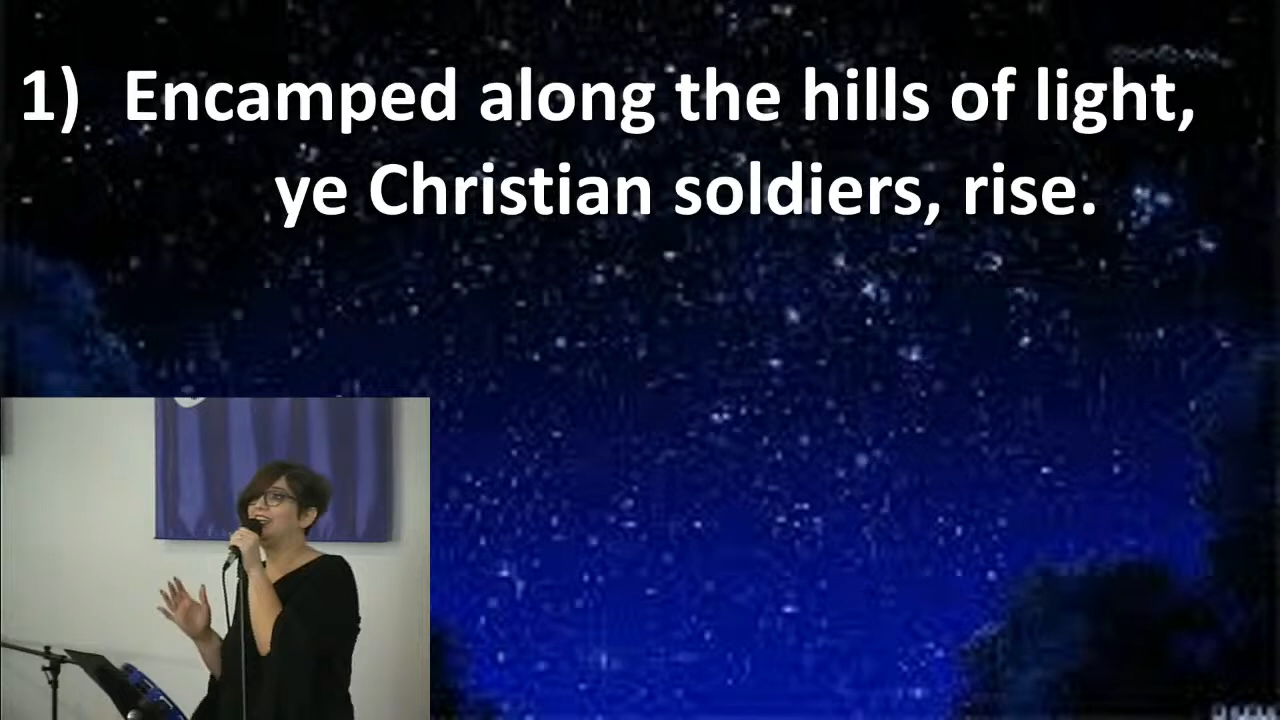 1) Encamped along the hills of light,
ye Christian soldiers, rise.